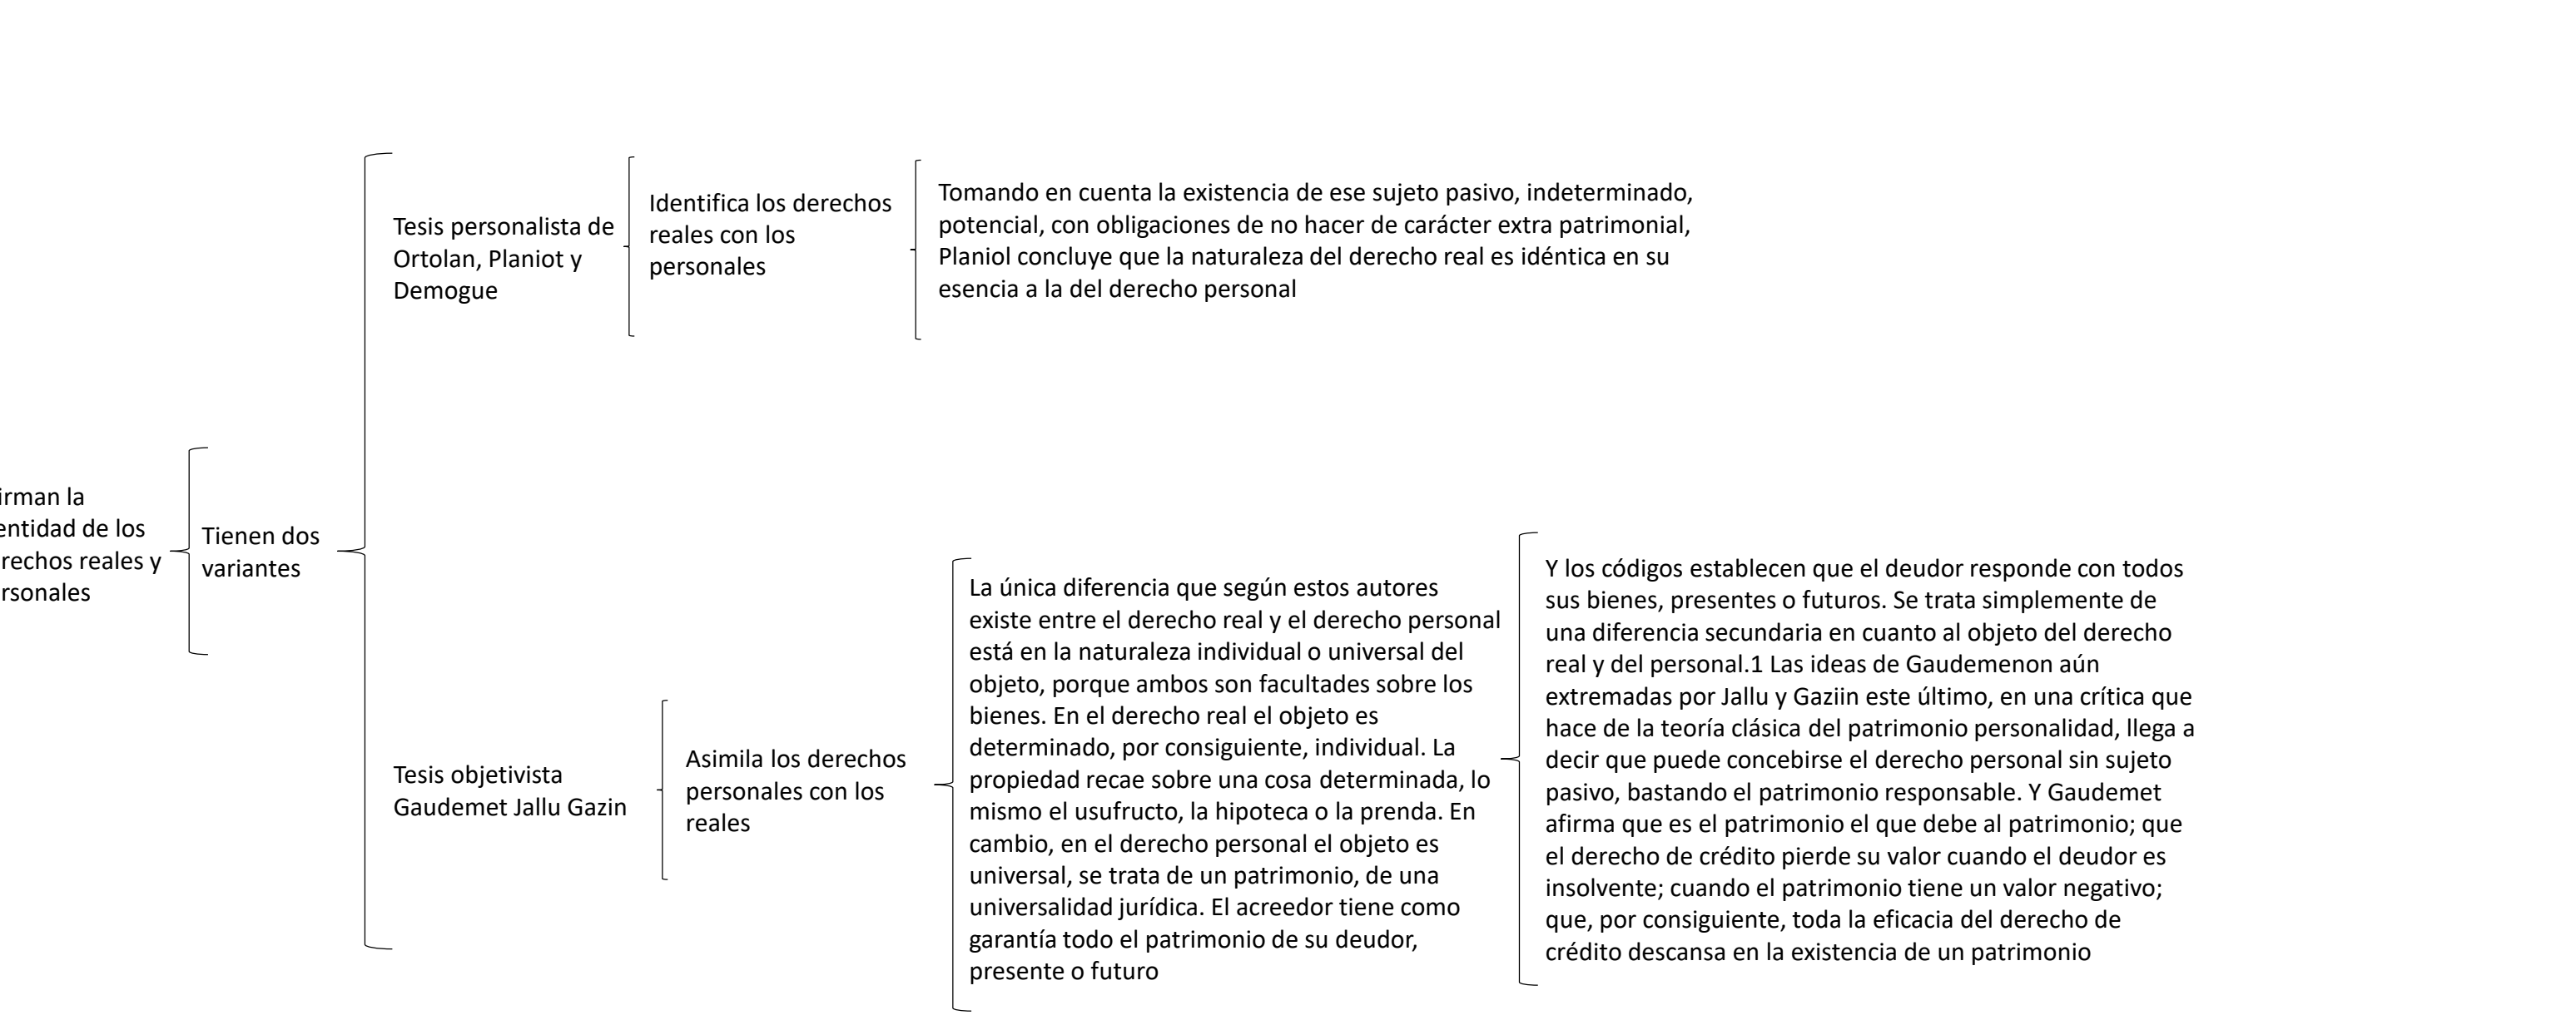 irman la
entidad de los
rechos reales y
rsonales
Tienen dos
variantes
Tesis personalista de
Ortolan, Planiot y
Demogue
Identifica los derechos
reales con los
personales
Tomando en cuenta la existencia de ese sujeto pasivo, indeterminado,
potencial, con obligaciones de no hacer de carácter extra patrimonial,
Planiol concluye que la naturaleza del derecho real es idéntica en su
esencia a la del derecho personal
Tesis objetivista
Gaudemet Jallu Gazin
Asimila los derechos
personales con los
reales
La única diferencia que según estos autores
existe entre el derecho real y el derecho personal
está en la naturaleza individual o universal del
objeto, porque ambos son facultades sobre los
bienes. En el derecho real el objeto es
determinado, por consiguiente, individual. La
propiedad recae sobre una cosa determinada, lo
mismo el usufructo, la hipoteca o la prenda. En
cambio, en el derecho personal el objeto es
universal, se trata de un patrimonio, de una
universalidad jurídica. El acreedor tiene como
garantía todo el patrimonio de su deudor,
presente o futuro
Y los códigos establecen que el deudor responde con todos
sus bienes, presentes o futuros. Se trata simplemente de
una diferencia secundaria en cuanto al objeto del derecho
real y del personal.1 Las ideas de Gaudemenon aún
extremadas por Jallu y Gaziin este último, en una crítica que
hace de la teoría clásica del patrimonio personalidad, llega a
decir que puede concebirse el derecho personal sin sujeto
pasivo, bastando el patrimonio responsable. Y Gaudemet
afirma que es el patrimonio el que debe al patrimonio; que
el derecho de crédito pierde su valor cuando el deudor es
insolvente; cuando el patrimonio tiene un valor negativo;
que, por consiguiente, toda la eficacia del derecho de
crédito descansa en la existencia de un patrimonio